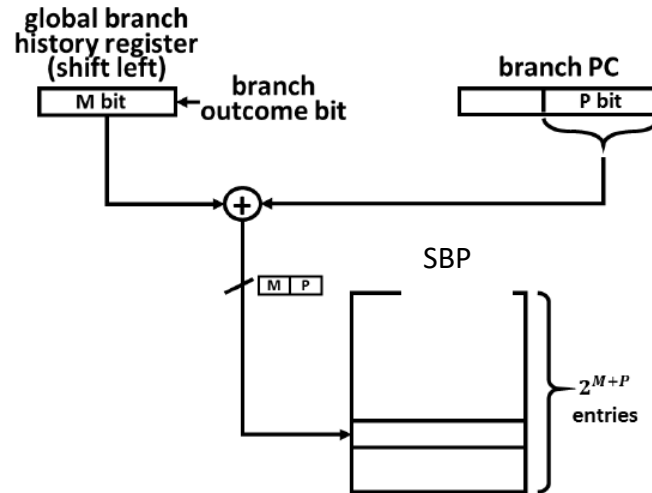 global branch
history register
(shift left)
M bit
branch
outcome bit
branch PC
P bit
+
SBP
M P
2^{M+P}
entries